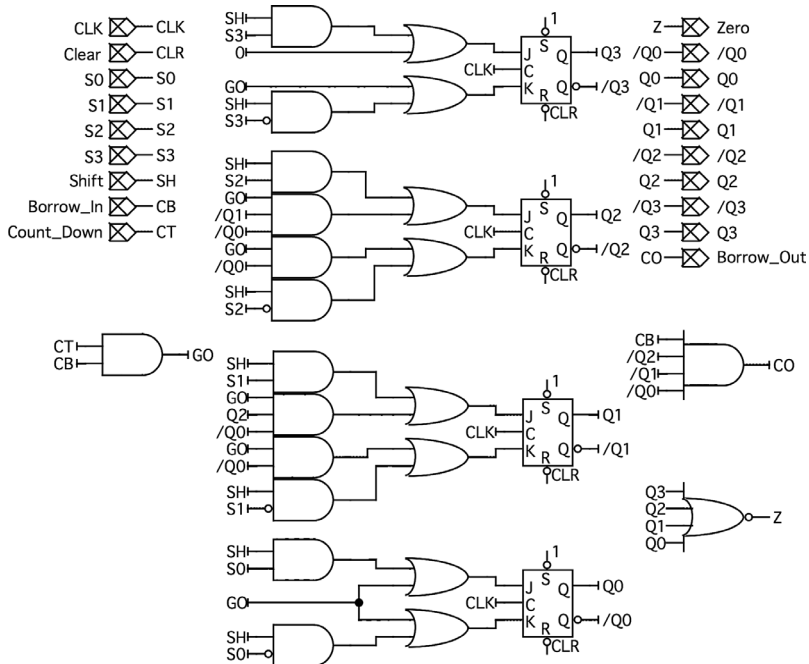 CLK CLK
Clear CLR
S0 S0
S1 S1
S2 S2
S3 S3
Shift SH
Borrow_In CB
Count_Down CT
SH
S3
0
GO
SH
S3
1
S
J Q Q3
CLK C
K Q /Q3
R
CLR
Z Zero
/Q0 /Q0
Q0 Q0
/Q1 /Q1
Q1 Q1
/Q2 /Q2
Q2 Q2
/Q3 /Q3
Q3 Q3
CO Borrow_Out
SH
S2
GO
/Q1
/Q0
GO
/Q0
SH
S2
1
S
J Q Q2
CLK C
K Q /Q2
R
CLR
CT
CB
GO
SH
S1
GO
Q2
/Q0
GO
/Q0
SH
S1
1
S
J Q Q1
CLK C
K Q /Q1
R
CLR
CB
/Q2
/Q1
/Q0
CO
Q3
Q2
Q1
Q0
Z
SH
S0
GO
SH
S0
1
S
J Q Q0
CLK C
K Q /Q0
R
CLR